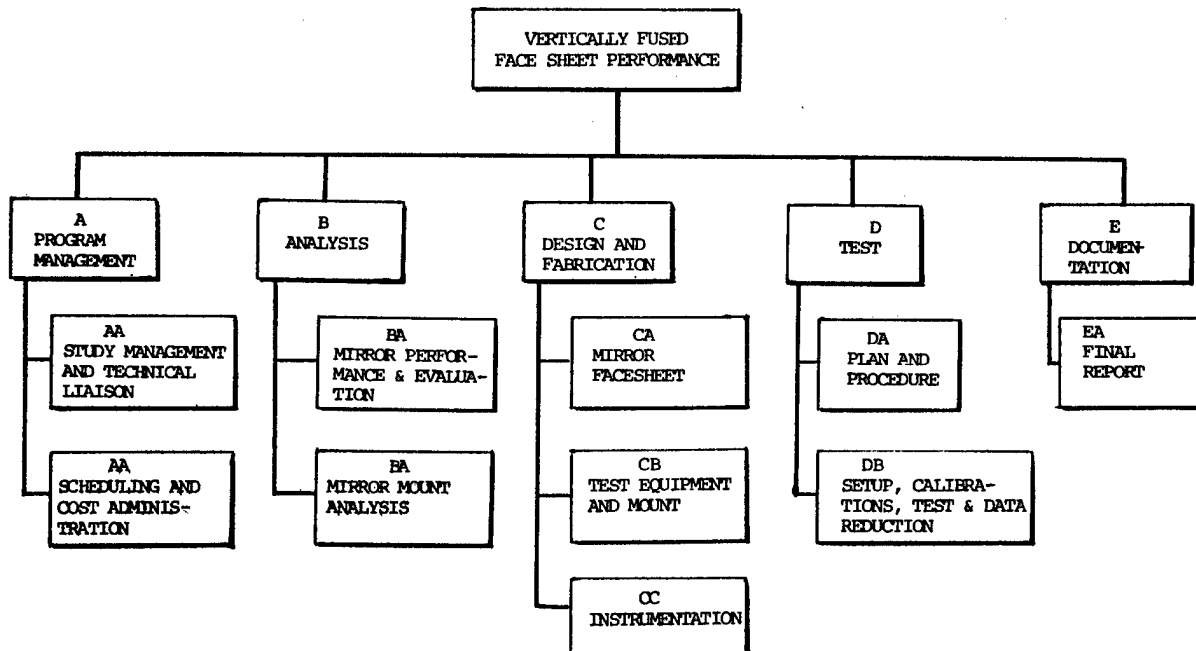 VERTICALLY FUSED
FACE SHEET PERFORMANCE
A
PROGRAM
MANAGEMENT
B
ANALYSIS
C
DESIGN AND
FABRICATION
D
TEST
E
DOCUMEN-
TATION
AA
STUDY MANAGEMENT
AND TECHNICAL
LIAISON
BA
MIRROR PERFOR-
MANCE & EVALUA-
TION
CA
MIRROR
FACESHEET
DA
PLAN AND
PROCEDURE
EA
FINAL
REPORT
AA
SCHEDULING AND
COST ADMINIS-
TRATION
BA
MIRROR MOUNT
ANALYSIS
CB
TEST EQUIPMENT
AND MOUNT
DB
SETUP, CALIBRA-
TIONS, TEST & DATA
REDUCTION
CC
INSTRUMENTATION